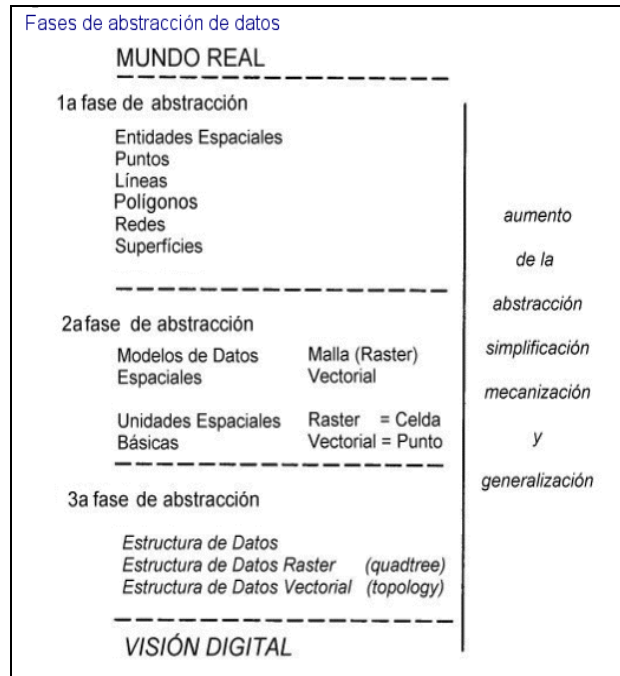 Fases de abstracción de datos
MUNDO REAL
1a fase de abstracción
Entidades Espaciales
Puntos
Líneas
Polígonos
Redes
Superfícies
2a fase de abstracción
Modelos de Datos Malla (Raster)
Espaciales Vectorial
Unidades Espaciales Raster = Celda
Básicas Vectorial = Punto
3a fase de abstracción
Estructura de Datos
Estructura de Datos Raster (quadtree)
Estructura de Datos Vectorial (topology)
VISIÓN DIGITAL
aumento
de la
abstracción
simplificación
mecanización
y
generalización